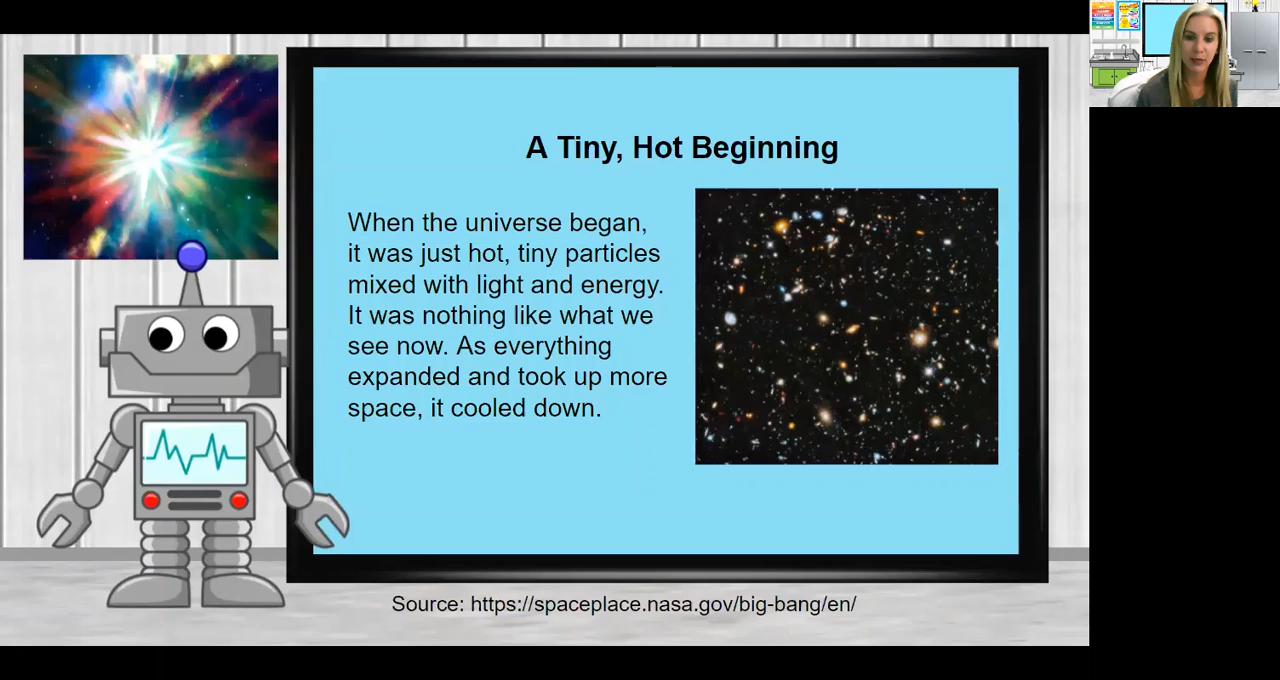 A Tiny, Hot Beginning
When the universe began,
it was just hot, tiny particles
mixed with light and energy.
It was nothing like what we
see now. As everything
expanded and took up more
space, it cooled down.
Source: https://spaceplace.nasa.gov/big-bang/en/